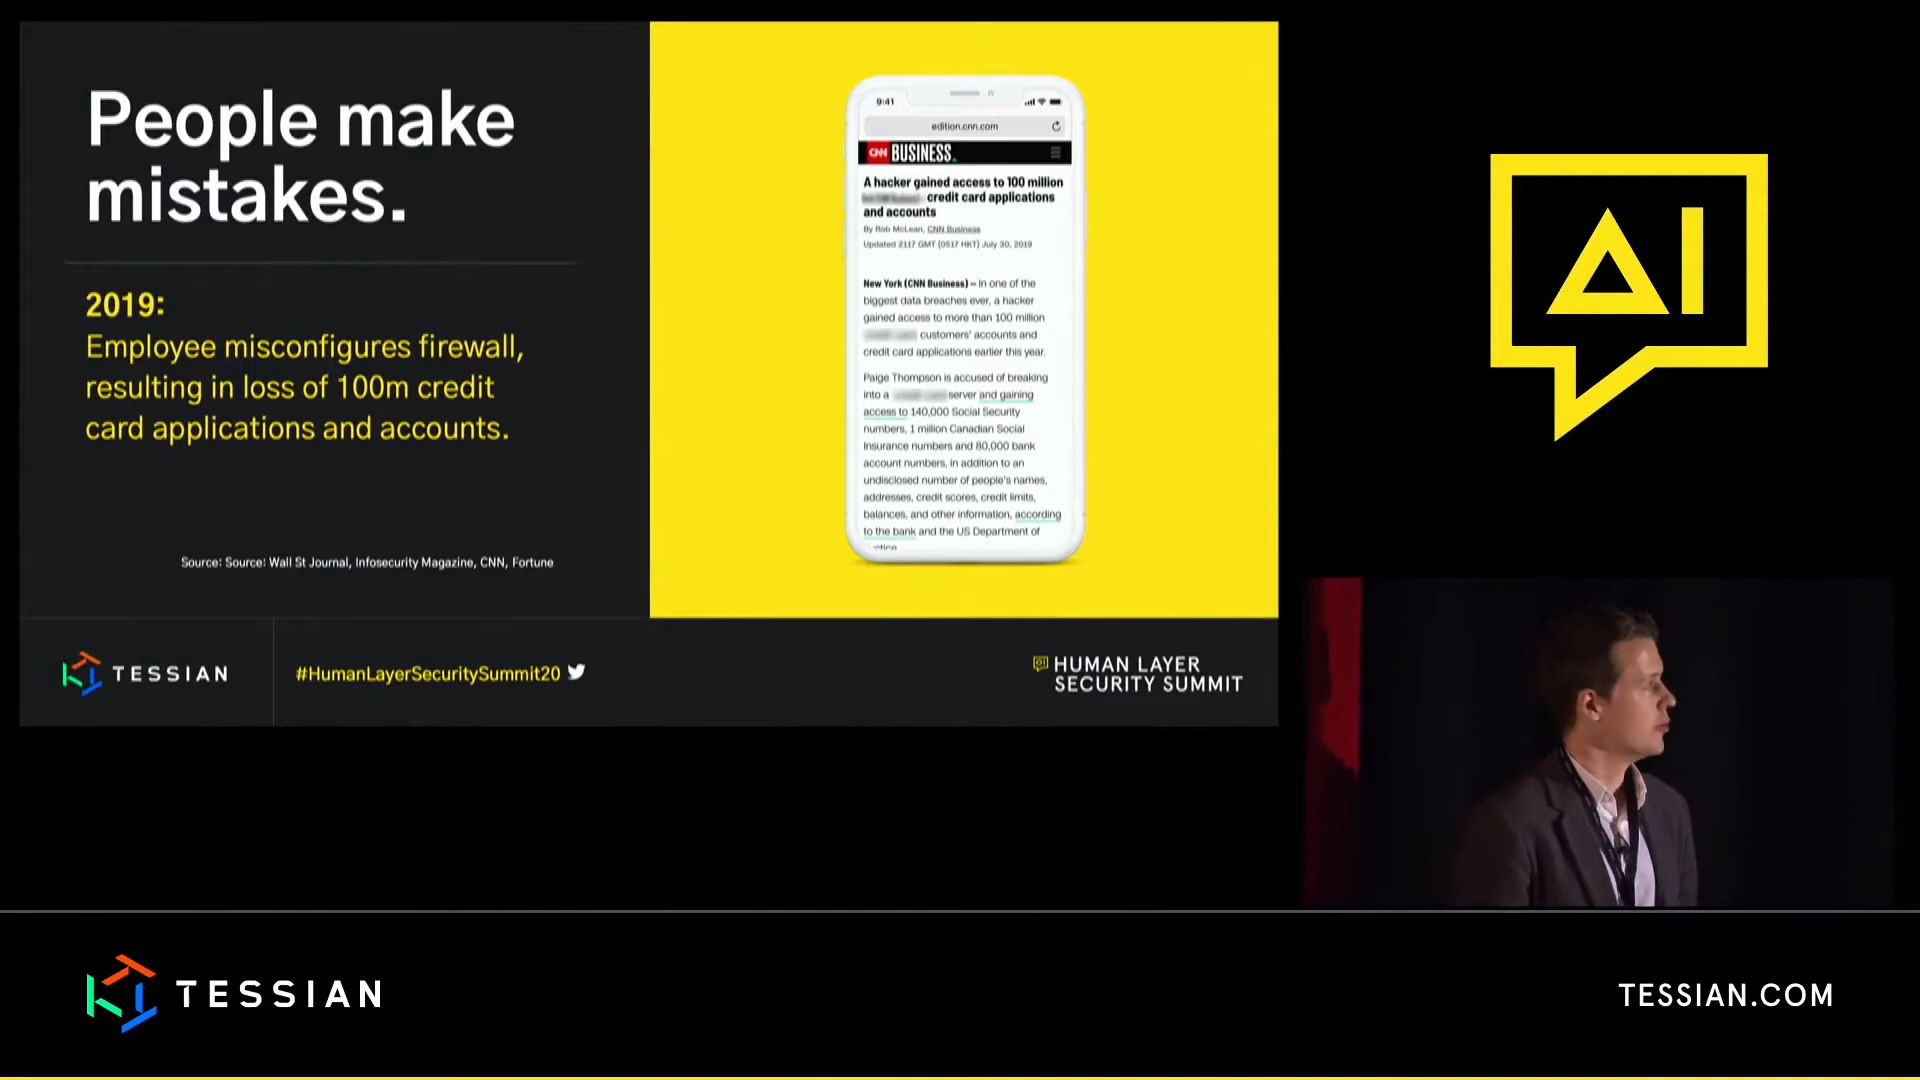 People make
mistakes.
2019:
Employee misconfigures firewall,
resulting in loss of 100m credit
card applications and accounts.
Source: Source: Wall St Journal, Infosecurity Magazine, CNN, Fortune
9:41
edition.cnn.com
CNN BUSINESS.
A hacker gained access to 100 million
credit card applications
and accounts
By Rob McLean, CNN Business
Updated 2117 GMT (0517 HKT) July 30, 2019
New York (CNN Business) – In one of the
biggest data breaches ever, a hacker
gained access to more than 100 million
customers' accounts and
credit card applications earlier this year.
Paige Thompson is accused of breaking
into a server and gaining
access to 140,000 Social Security
numbers, 1 million Canadian Social
Insurance numbers and 80,000 bank
account numbers, in addition to an
undisclosed number of people's names,
addresses, credit scores, credit limits,
balances, and other information, according
to the bank and the US Department of
TESSIAN
#HumanLayerSecuritySummit20
HUMAN LAYER
SECURITY SUMMIT
AI
TESSIAN
TESSIAN.COM